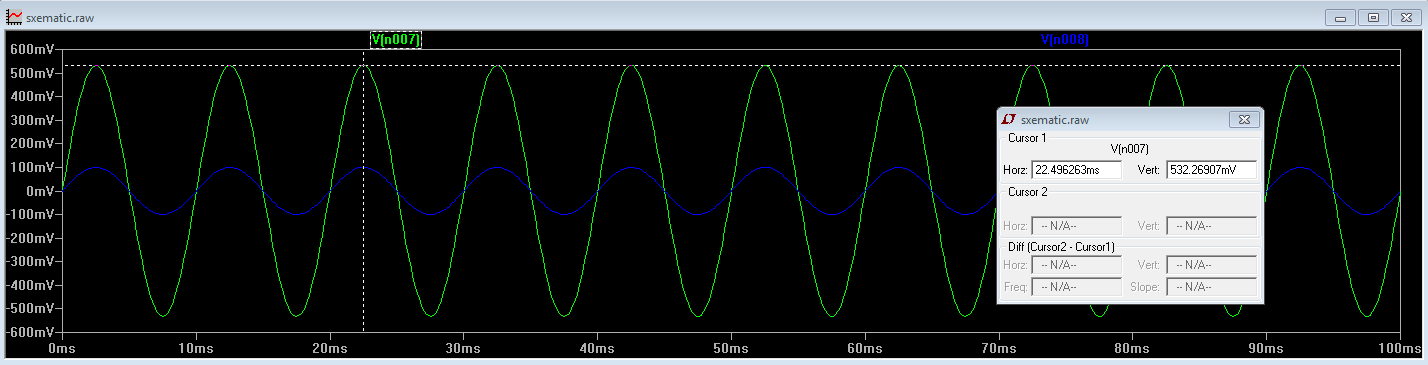 sxematic.raw
V(n007) V(n008)
600mV
500mV
400mV
300mV
200mV
100mV
0mV
-100mV
-200mV
-300mV
-400mV
-500mV
-600mV
0ms 10ms 20ms 30ms 40ms 50ms 60ms 70ms 80ms 90ms 100ms
sxematic.raw
Cursor 1
V(n007)
Horz: 22.496263ms Vert: 532.26907mV
Cursor 2
Horz: -- N/A-- Vert: -- N/A--
Diff (Cursor2 - Cursor1)
Horz: -- N/A-- Vert: -- N/A--
Freq: -- N/A-- Slope: -- N/A--